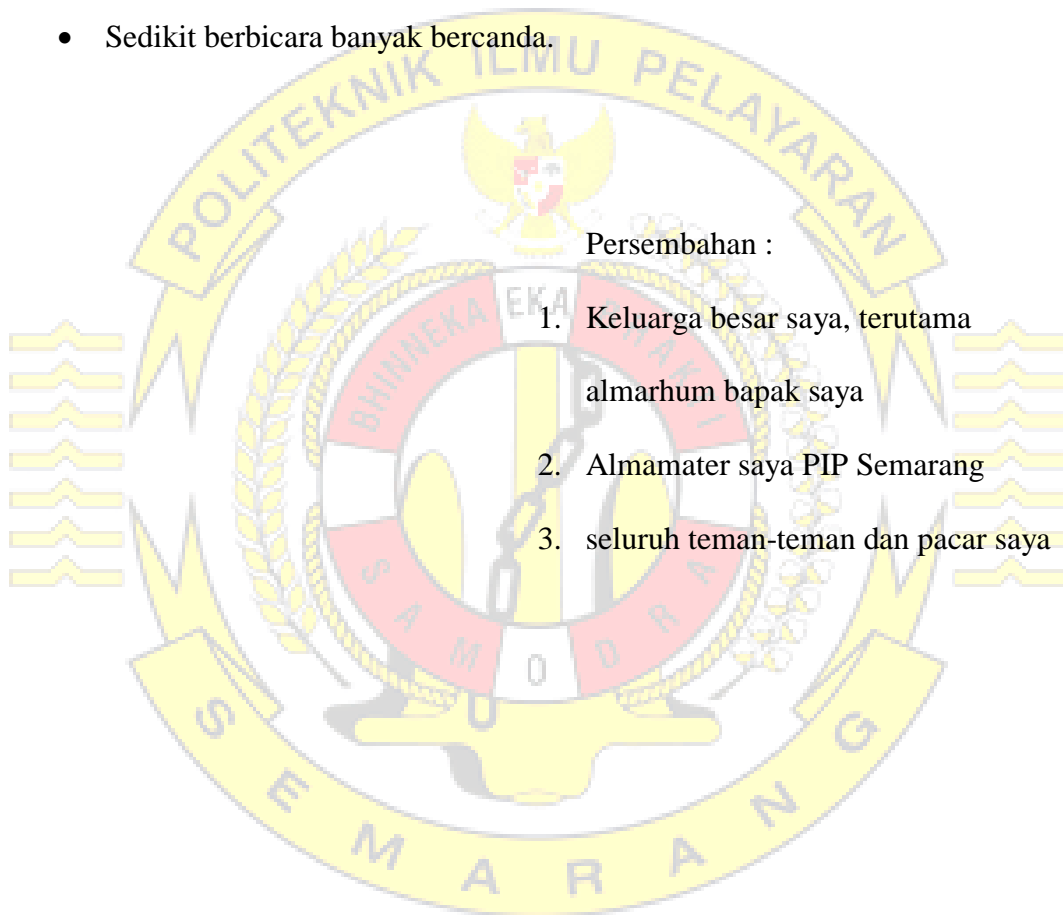 • Sedikit berbicara banyak bercanda.
POLITEKNIK ILMU PELAYARAN
Persembahan :
BHINNEKA EKA BHAKTI
1. Keluarga besar saya, terutama
almarhum bapak saya
2. Almamater saya PIP Semarang
3. seluruh teman-teman dan pacar saya
SAMODRA
SEMARANG